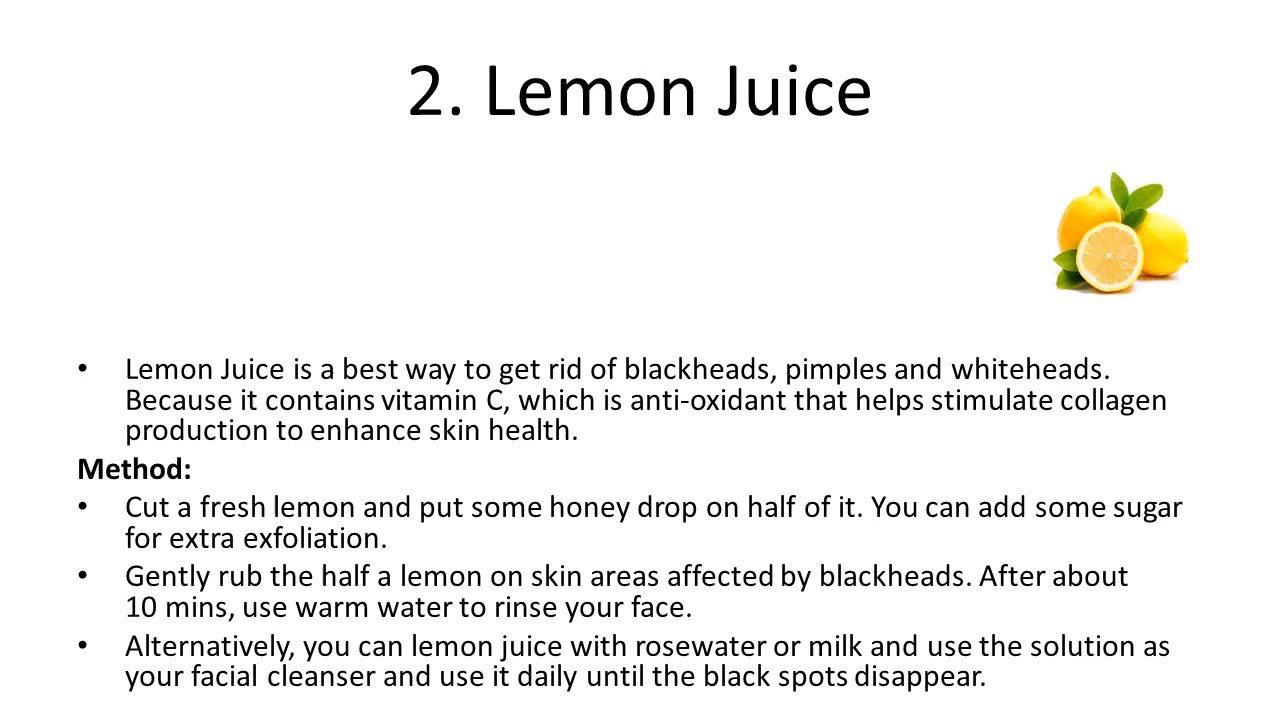 2. Lemon Juice
• Lemon Juice is a best way to get rid of blackheads, pimples and whiteheads.
Because it contains vitamin C, which is anti-oxidant that helps stimulate collagen
production to enhance skin health.
Method:
• Cut a fresh lemon and put some honey drop on half of it. You can add some sugar
for extra exfoliation.
• Gently rub the half a lemon on skin areas affected by blackheads. After about
10 mins, use warm water to rinse your face.
• Alternatively, you can lemon juice with rosewater or milk and use the solution as
your facial cleanser and use it daily until the black spots disappear.